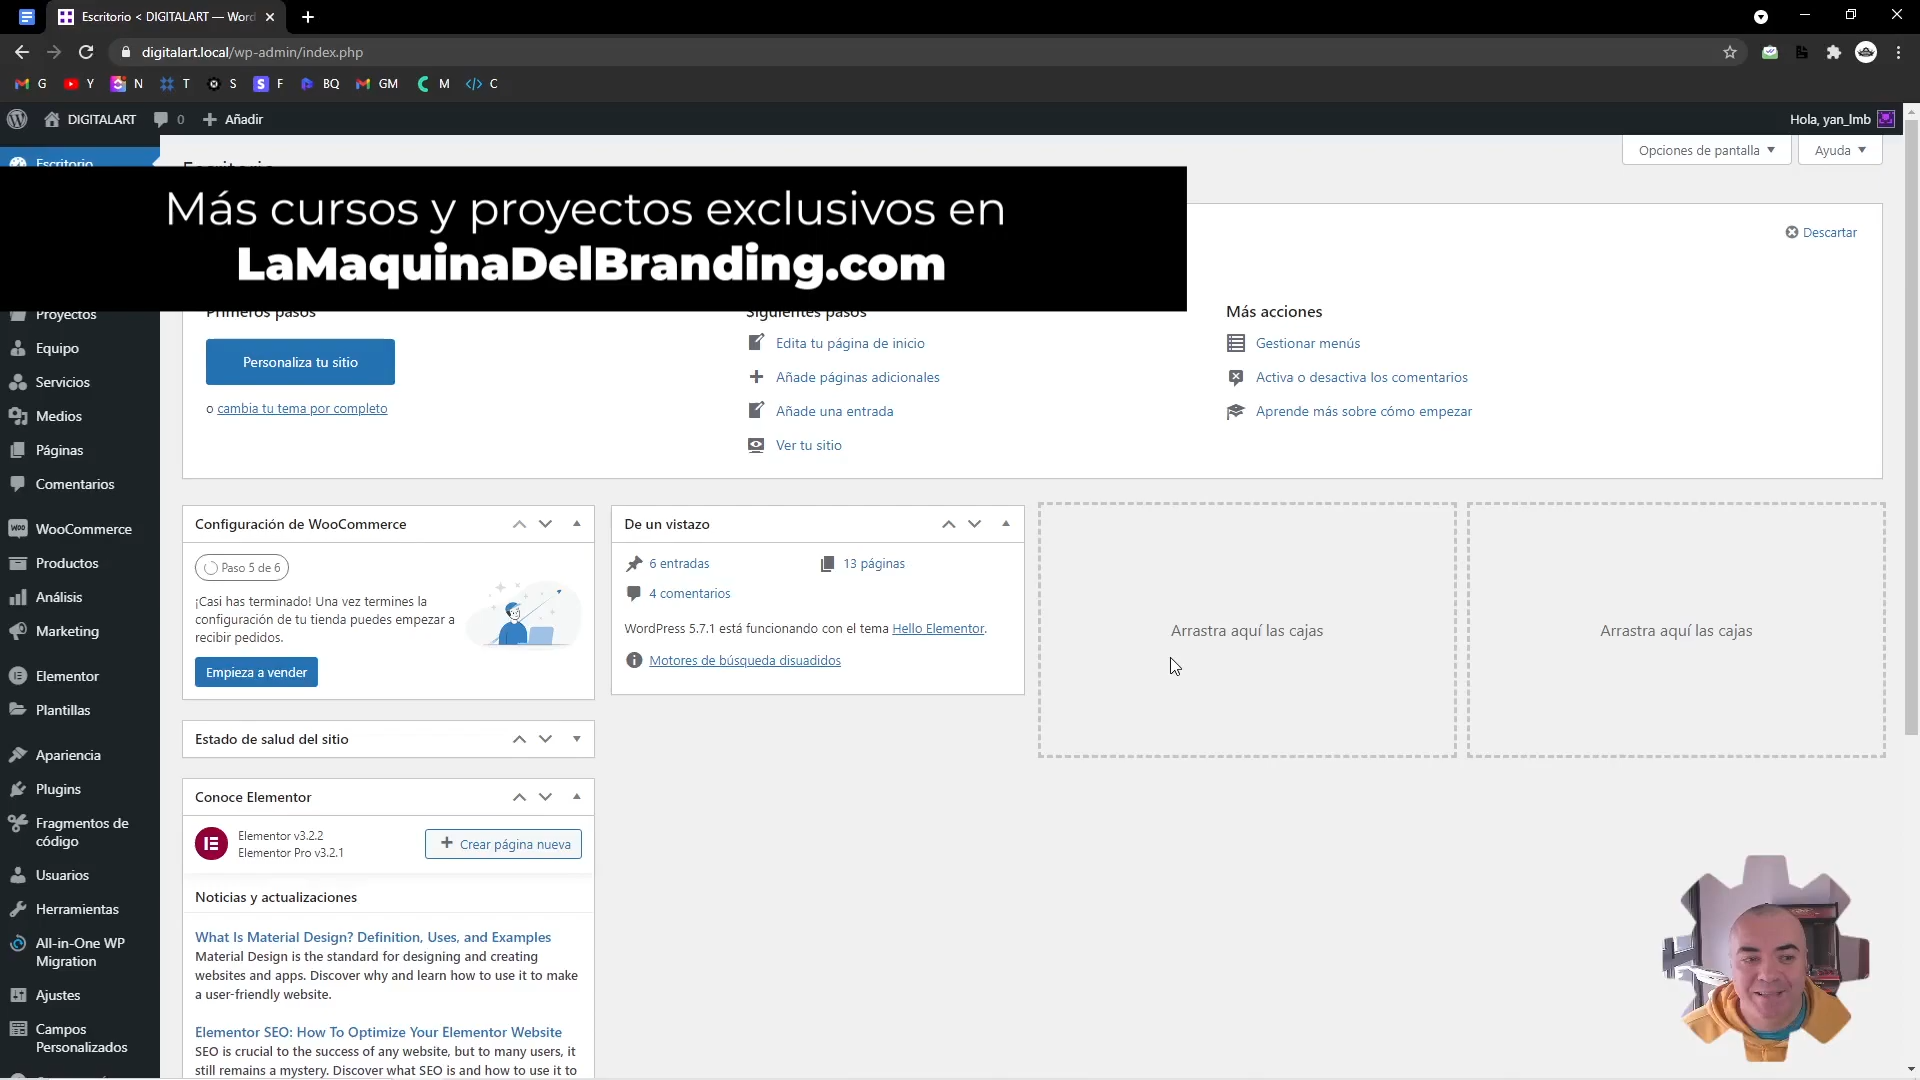 Escritorio < DIGITALART — Word
digitalart.local/wp-admin/index.php
G
Y
N
T
S
F
BQ
GM
M
C
DIGITALART
0
Añadir
Hola, yan_lmb
Opciones de pantalla
Ayuda
Escritorio
Escritorio
Más cursos y proyectos exclusivos en
LaMaquinaDelBranding.com
Descartar
Proyectos
Equipo
Servicios
Medios
Páginas
Comentarios
WooCommerce
Productos
Análisis
Marketing
Elementor
Plantillas
Apariencia
Plugins
Fragmentos de
código
Usuarios
Herramientas
All-in-One WP
Migration
Ajustes
Campos
Personalizados
Primeros pasos
Personaliza tu sitio
o cambia tu tema por completo
Siguientes pasos
Edita tu página de inicio
Añade páginas adicionales
Añade una entrada
Ver tu sitio
Más acciones
Gestionar menús
Activa o desactiva los comentarios
Aprende más sobre cómo empezar
Configuración de WooCommerce
Paso 5 de 6
¡Casi has terminado! Una vez termines la
configuración de tu tienda puedes empezar a
recibir pedidos.
Empieza a vender
Estado de salud del sitio
Conoce Elementor
Elementor v3.2.2
Elementor Pro v3.2.1
Crear página nueva
Noticias y actualizaciones
What Is Material Design? Definition, Uses, and Examples
Material Design is the standard for designing and creating
websites and apps. Discover why and learn how to use it to make
a user-friendly website.
Elementor SEO: How To Optimize Your Elementor Website
SEO is crucial to the success of any website, but to many users, it
still remains a mystery. Discover what SEO is and how to use it to
De un vistazo
6 entradas
13 páginas
4 comentarios
WordPress 5.7.1 está funcionando con el tema Hello Elementor.
Motores de búsqueda disuadidos
Arrastra aquí las cajas
Arrastra aquí las cajas